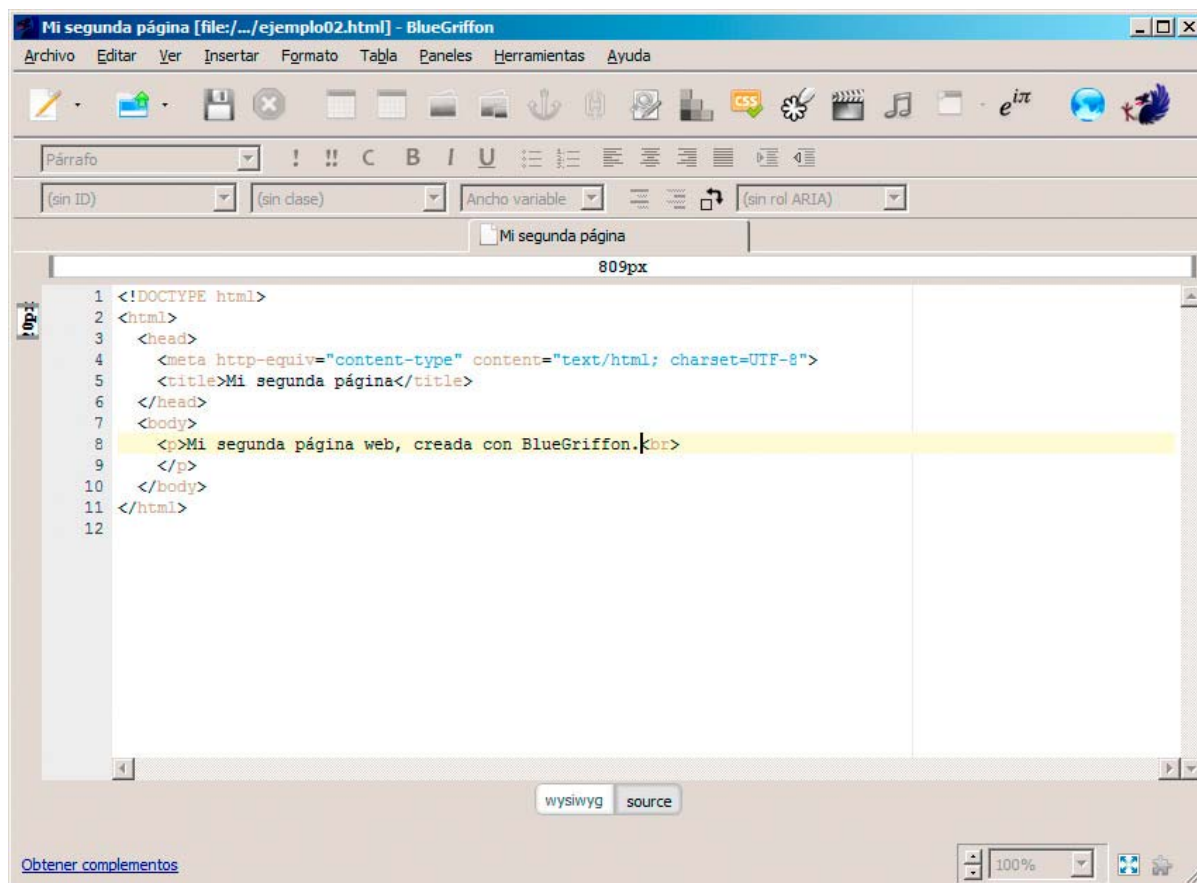 Mi segunda página [file:/.../ejemplo02.html] - BlueGriffon
Archivo Editar Ver Insertar Formato Tabla Paneles Herramientas Ayuda
CSS
e^iπ
Párrafo
! !! C B I U
(sin ID) (sin clase) Ancho variable (sin rol ARIA)
Mi segunda página
809px
1 <!DOCTYPE html>
2 <html>
3   <head>
4     <meta http-equiv="content-type" content="text/html; charset=UTF-8">
5     <title>Mi segunda página</title>
6   </head>
7   <body>
8     <p>Mi segunda página web, creada con BlueGriffon.<br>
9     </p>
10   </body>
11 </html>
12
wysiwyg source
Obtener complementos
100%